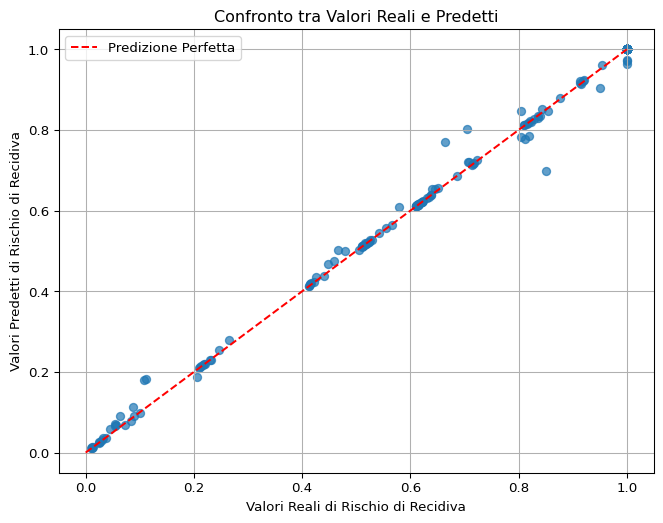 Confronto tra Valori Reali e Predetti
Predizione Perfetta
Valori Predetti di Rischio di Recidiva
1.0
0.8
0.6
0.4
0.2
0.0
0.0 0.2 0.4 0.6 0.8 1.0
Valori Reali di Rischio di Recidiva